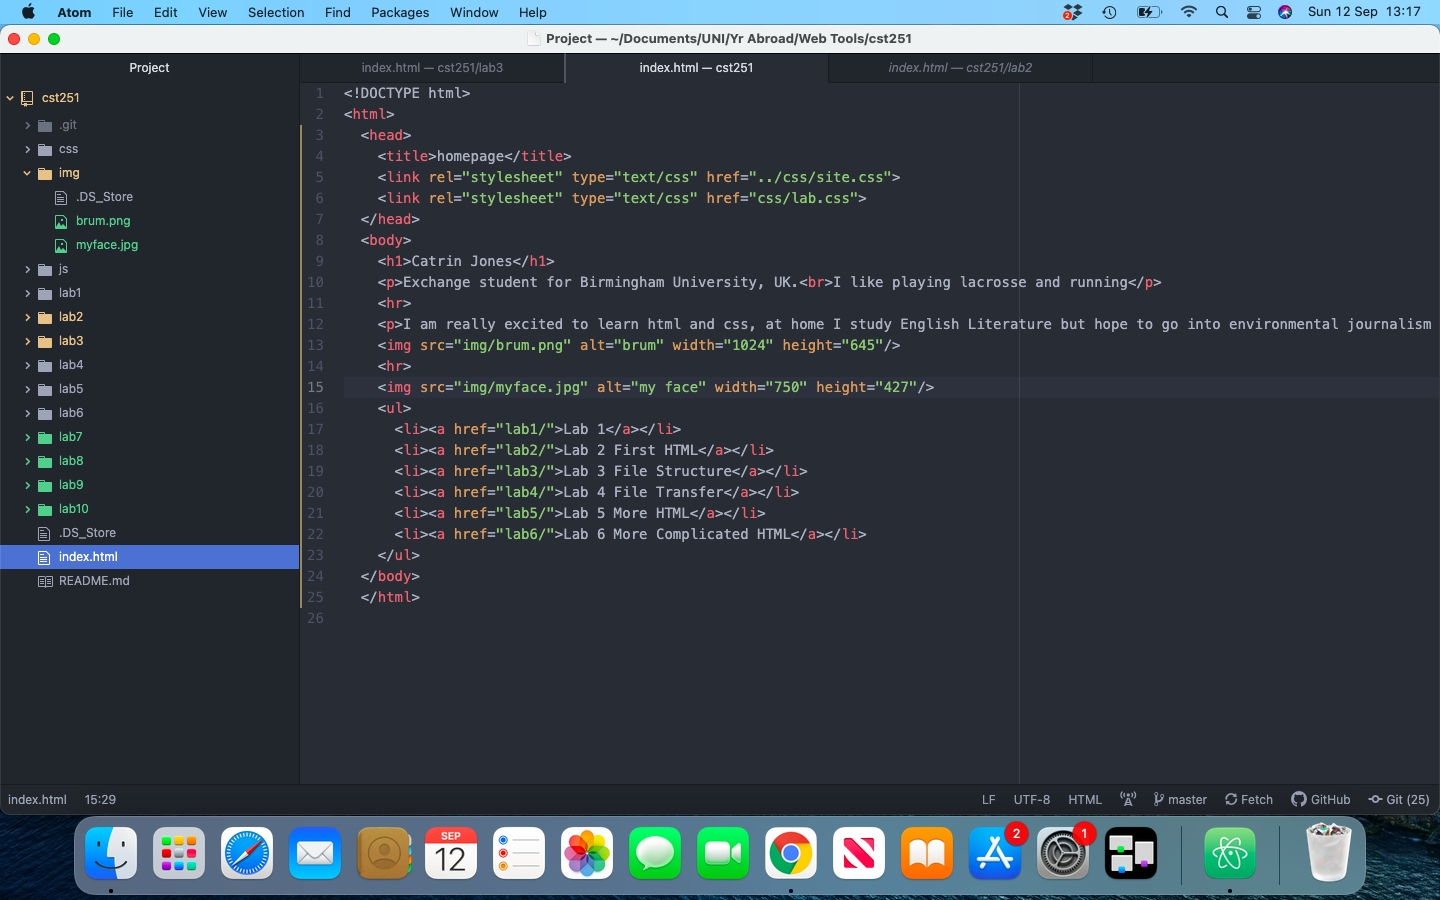 Atom File Edit View Selection Find Packages Window Help 2 Sun 12 Sep 13:17
Project — ~/Documents/UNI/Yr Abroad/Web Tools/cst251
Project
index.html — cst251/lab3
index.html — cst251
index.html — cst251/lab2
cst251
.git
css
img
.DS_Store
brum.png
myface.jpg
js
lab1
lab2
lab3
lab4
lab5
lab6
lab7
lab8
lab9
lab10
.DS_Store
index.html
README.md
1 <!DOCTYPE html>
2 <html>
3 <head>
4 <title>homepage</title>
5 <link rel="stylesheet" type="text/css" href="../css/site.css">
6 <link rel="stylesheet" type="text/css" href="css/lab.css">
7 </head>
8 <body>
9 <h1>Catrin Jones</h1>
10 <p>Exchange student for Birmingham University, UK.<br>I like playing lacrosse and running</p>
11 <hr>
12 <p>I am really excited to learn html and css, at home I study English Literature but hope to go into environmental journalism
13 <img src="img/brum.png" alt="brum" width="1024" height="645"/>
14 <hr>
15 <img src="img/myface.jpg" alt="my face" width="750" height="427"/>
16 <ul>
17 <li><a href="lab1/">Lab 1</a></li>
18 <li><a href="lab2/">Lab 2 First HTML</a></li>
19 <li><a href="lab3/">Lab 3 File Structure</a></li>
20 <li><a href="lab4/">Lab 4 File Transfer</a></li>
21 <li><a href="lab5/">Lab 5 More HTML</a></li>
22 <li><a href="lab6/">Lab 6 More Complicated HTML</a></li>
23 </ul>
24 </body>
25 </html>
26
index.html 15:29 LF UTF-8 HTML master Fetch GitHub Git (25)
SEP
12
2
1